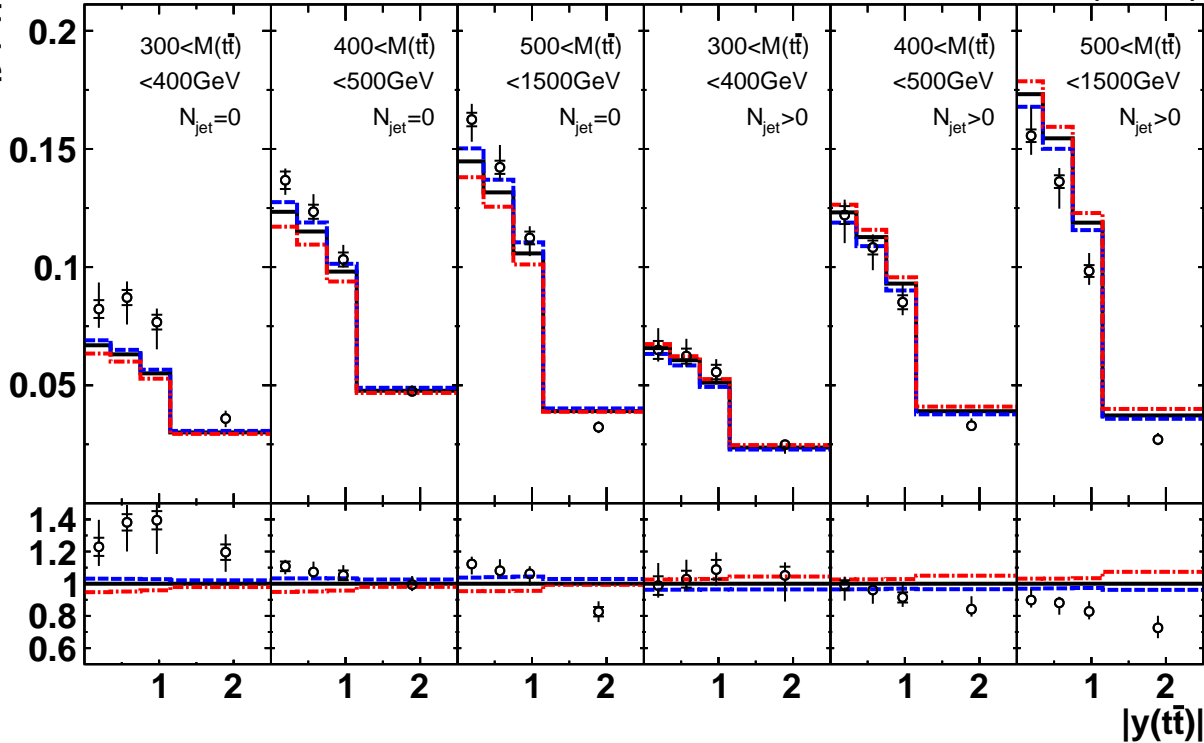 0.2
0.15
0.1
0.05
300<M(tt̄)
<400GeV
N_jet=0
400<M(tt̄)
<500GeV
N_jet=0
500<M(tt̄)
<1500GeV
N_jet=0
300<M(tt̄)
<400GeV
N_jet>0
400<M(tt̄)
<500GeV
N_jet>0
500<M(tt̄)
<1500GeV
N_jet>0
1.4
1.2
1
0.8
0.6
1 2 1 2 1 2 1 2 1 2 1 2
|y(tt̄)|